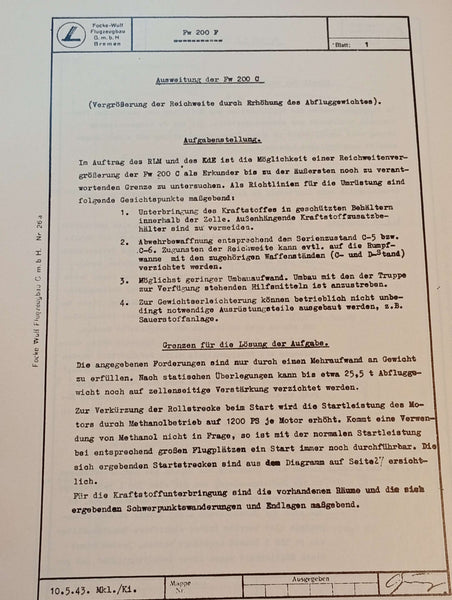 Focke-Wulf
Flugzeugbau
G.m.b.H
Bremen
Fw 200 F
Blatt: 1
Ausweitung der Fw 200 C
(Vergrößerung der Reichweite durch Erhöhung des Abfluggewichtes).
Aufgabenstellung.
Im Auftrag des RLM und des KdE ist die Möglichkeit einer Reichweitenver-
größerung der Fw 200 C als Erkunder bis zu der äußersten noch zu verant-
wortenden Grenze zu untersuchen. Als Richtlinien für die Umrüstung sind
folgende Gesichtspunkte maßgebend:
1. Unterbringung des Kraftstoffes in geschützten Behältern
innerhalb der Zelle. Außenhängende Kraftstoffzusatzbe-
hälter sind zu vermeiden.
2. Abwehrbewaffnung entsprechend dem Serienzustand C-5 bzw.
C-6. Zugunsten der Reichweite kann evtl. auf die Rumpf-
wanne mit den zugehörigen Waffenständen (C- und D-Stand)
verzichtet werden.
3. Möglichst geringer Umbauaufwand. Umbau mit den der Truppe
zur Verfügung stehenden Hilfsmitteln ist anzustreben.
4. Zur Gewichtserleichterung können betrieblich nicht unbe-
dingt notwendige Ausrüstungsteile ausgebaut werden, z.B.
Sauerstoffanlage.
Grenzen für die Lösung der Aufgabe.
Die angegebenen Forderungen sind nur durch einen Mehraufwand an Gewicht
zu erfüllen. Nach statischen Überlegungen kann bis etwa 25,5 t Abflugge-
wicht noch auf zellenseitige Verstärkung verzichtet werden.
Zur Verkürzung der Rollstrecke beim Start wird die Startleistung des Mo-
tors durch Methanolbetrieb auf 1200 PS je Motor erhöht. Kommt eine Verwen-
dung von Methanol nicht in Frage, so ist mit der normalen Startleistung
bei entsprechend großen Flugplätzen ein Start immer noch durchführbar. Die
sich ergebenden Startstrecken sind aus dem Diagramm auf Seite 27 ersicht-
lich.
Für die Kraftstoffunterbringung sind die vorhandenen Räume und die sich
ergebenden Schwerpunktswanderungen und Endlagen maßgebend.
Focke Wulf Flugzeugbau G.m.b.H. Nr. 26a
10.5.43. Mkl./Ki.
Mappe
Nr.
Ausgegeben